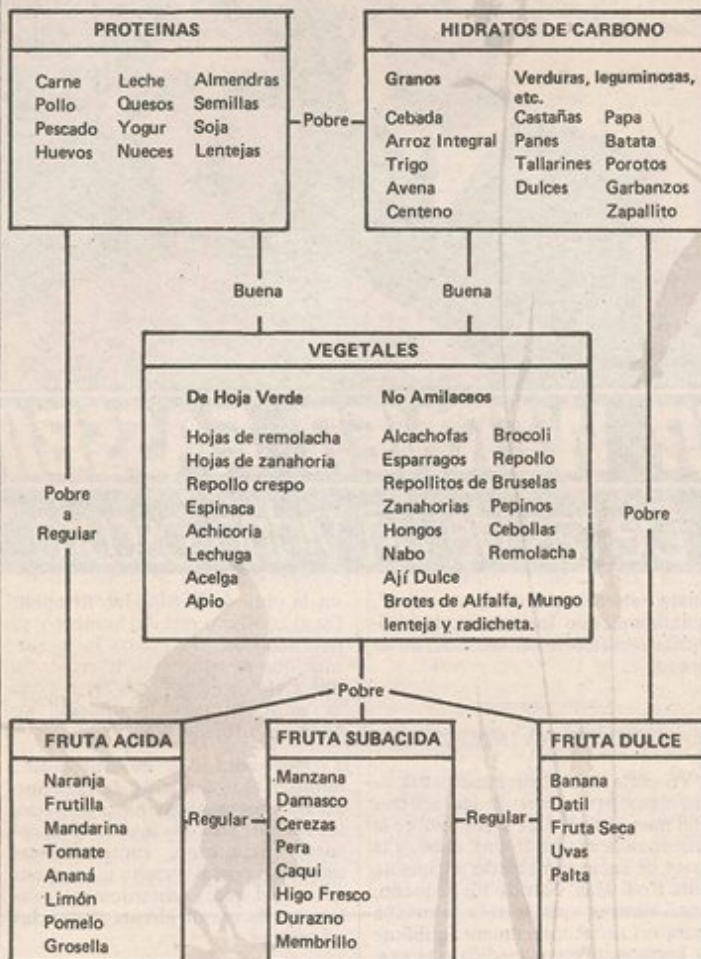 PROTEINAS
Carne Leche Almendras
Pollo Quesos Semillas
Pescado Yogur Soja
Huevos Nueces Lentejas
Pobre
HIDRATOS DE CARBONO
Granos
Cebada
Arroz Integral
Trigo
Avena
Centeno
Verduras, leguminosas,
etc.
Castañas Papa
Panes Batata
Tallarines Porotos
Dulces Garbanzos
Zapallito
Buena
Buena
VEGETALES
De Hoja Verde
Hojas de remolacha
Hojas de zanahoria
Repollo crespo
Espinaca
Achicoria
Lechuga
Acelga
Apio
No Amilaceos
Alcachofas Brocoli
Esparragos Repollo
Repollitos de Bruselas
Zanahorias Pepinos
Hongos Cebollas
Nabo Remolacha
Ají Dulce
Brotes de Alfalfa, Mungo
lenteja y radicheta.
Pobre
a
Regular
Pobre
Pobre
FRUTA ACIDA
Naranja
Frutilla
Mandarina
Tomate
Ananá
Limón
Pomelo
Grosella
Regular
FRUTA SUBACIDA
Manzana
Damasco
Cerezas
Pera
Caqui
Higo Fresco
Durazno
Membrillo
Regular
FRUTA DULCE
Banana
Datil
Fruta Seca
Uvas
Palta